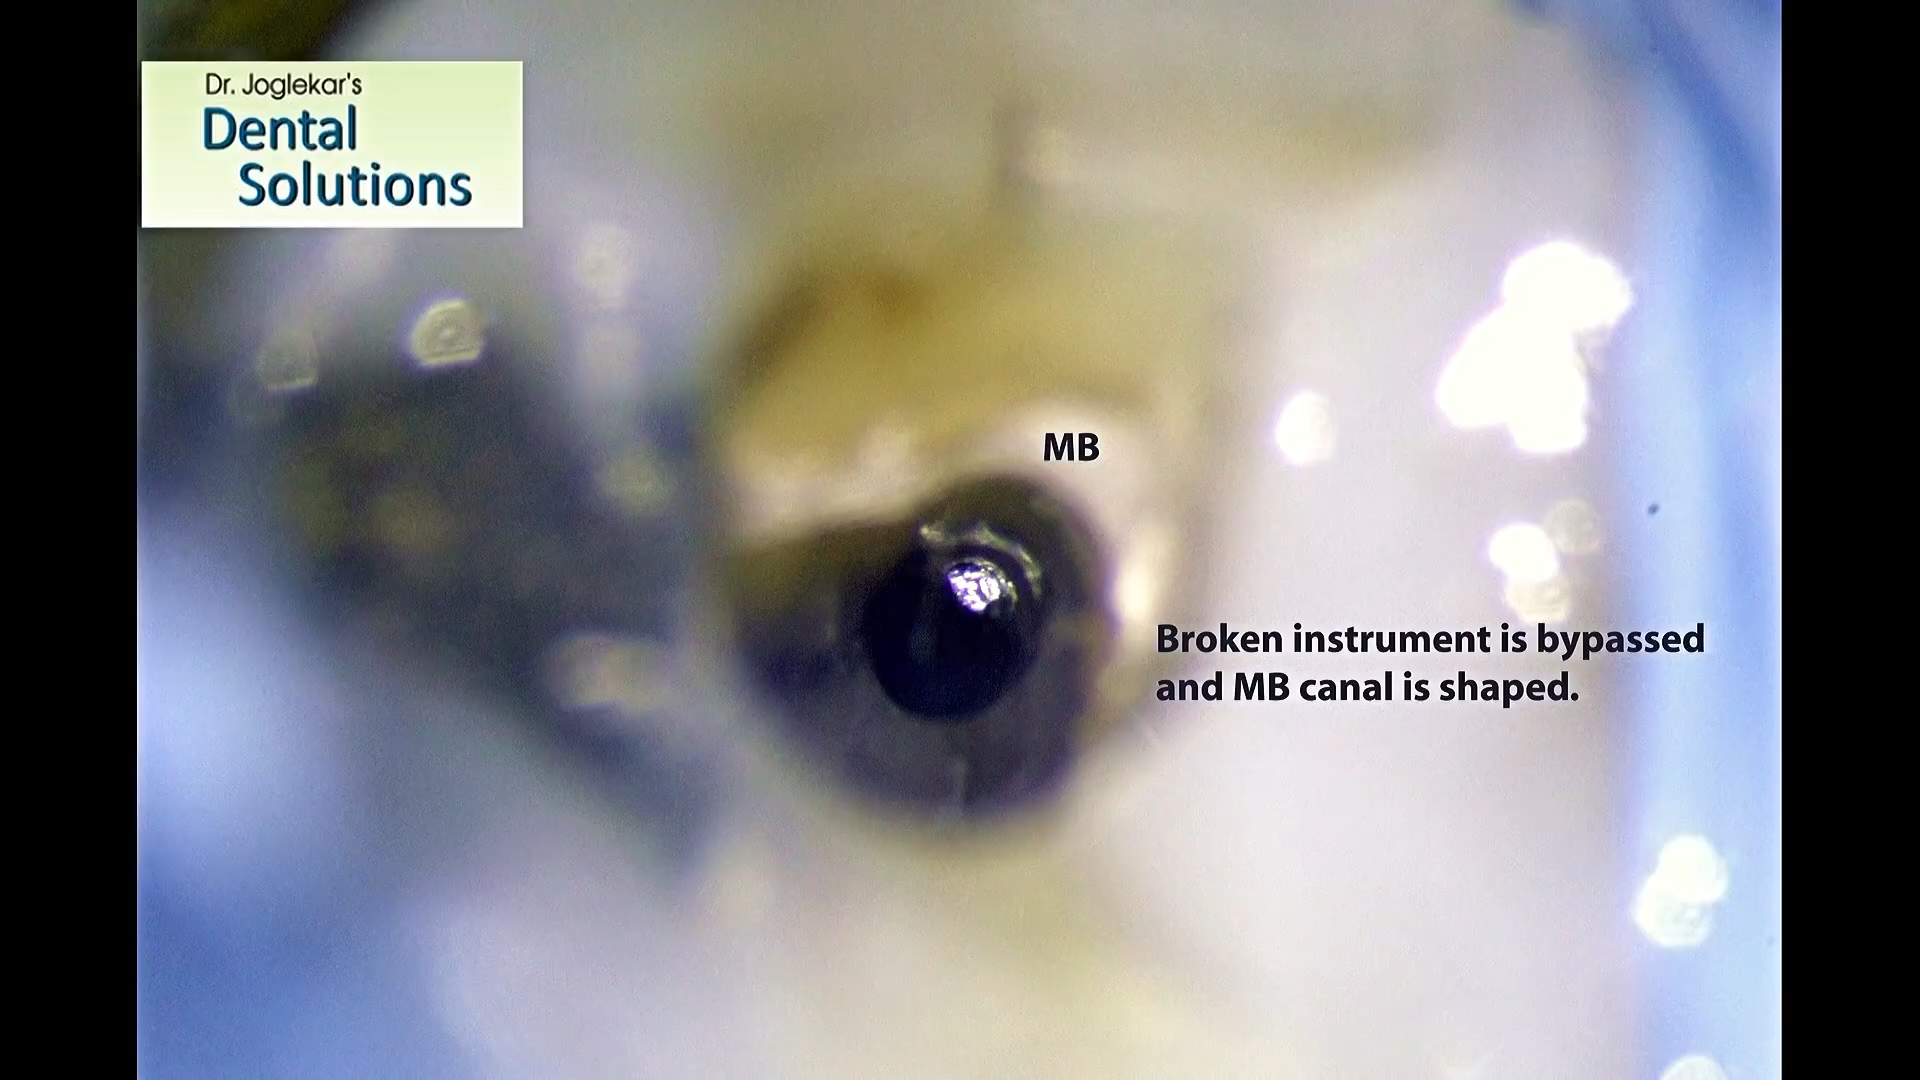 Dr. Joglekar's
Dental
Solutions
MB
Broken instrument is bypassed
and MB canal is shaped.